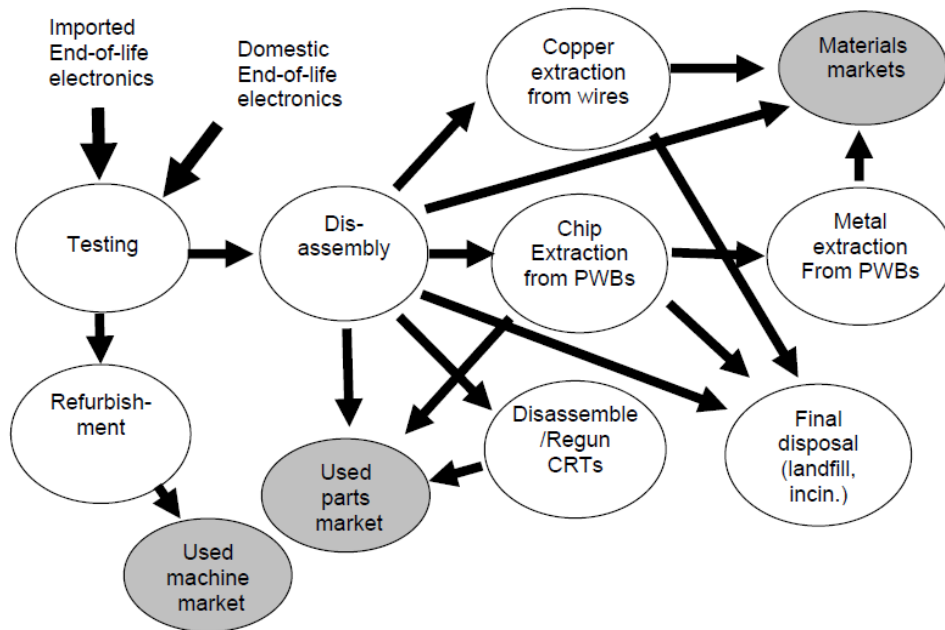 Imported
End-of-life
electronics
Domestic
End-of-life
electronics
Copper
extraction
from wires
Materials
markets
Testing
Dis-
assembly
Chip
Extraction
from PWBs
Metal
extraction
From PWBs
Refurbish-
ment
Disassemble
/Regun
CRTs
Final
disposal
(landfill,
incin.)
Used
parts
market
Used
machine
market